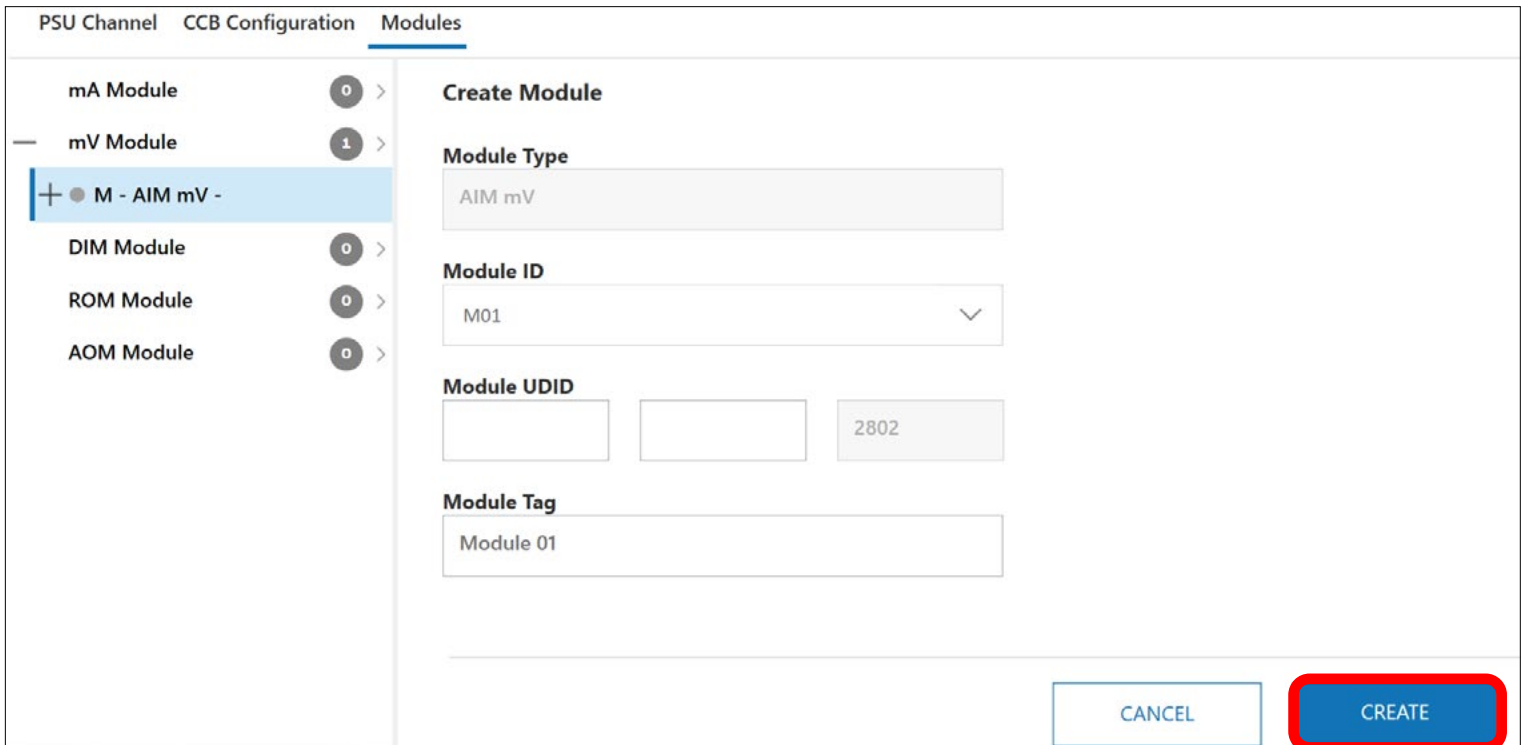 PSU Channel CCB Configuration Modules
mA Module 0
mV Module 1
M - AIM mV -
DIM Module 0
ROM Module 0
AOM Module 0
Create Module
Module Type
AIM mV
Module ID
M01
Module UDID
2802
Module Tag
Module 01
CANCEL CREATE